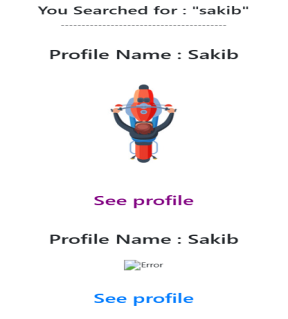 You Searched for : "sakib"
----------------------------------------
Profile Name : Sakib
See profile
Profile Name : Sakib
Error
See profile